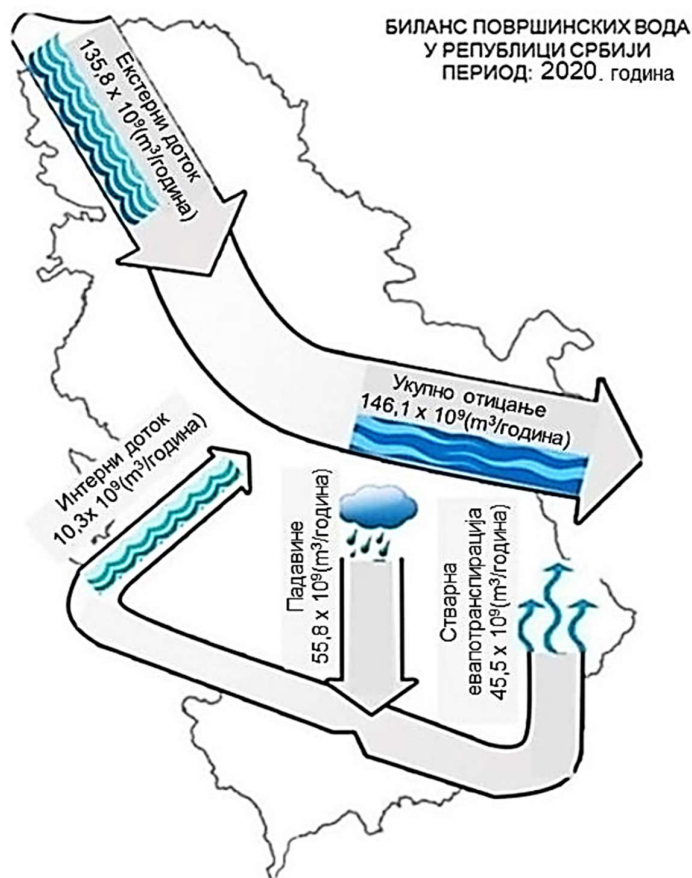 БИЛАНС ПОВРШИНСКИХ ВОДА
У РЕПУБЛИЦИ СРБИЈИ
ПЕРИОД: 2020. година
Екстерни доток
135,8 x 10⁹(m³/година)
Укупно отицање
146,1 x 10⁹(m³/година)
Интерни доток
10,3x 10⁹(m³/година)
Падавине
55,8 x 10⁹(m³/година)
Стварна
евапотранспирација
45,5 x 10⁹(m³/година)